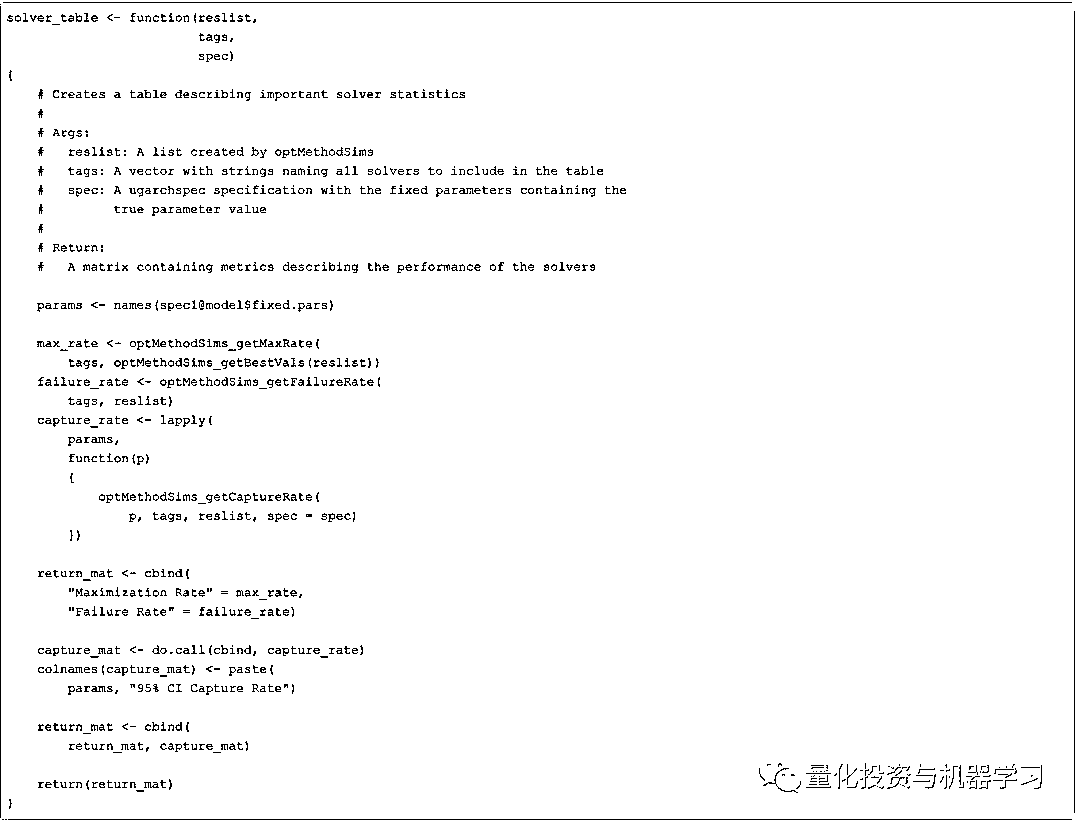 solver_table <- function(reslist,
                         tags,
                         spec)
{
    # Creates a table describing important solver statistics
    #
    # Args:
    #   reslist: A list created by optMethodSims
    #   tags: A vector with strings naming all solvers to include in the table
    #   spec: A ugarchspec specification with the fixed parameters containing the
    #         true parameter value
    #
    # Return:
    #   A matrix containing metrics describing the performance of the solvers

    params <- names(spec1@model$fixed.pars)

    max_rate <- optMethodSims_getMaxRate(
        tags, optMethodSims_getBestVals(reslist))
    failure_rate <- optMethodSims_getFailureRate(
        tags, reslist)
    capture_rate <- lapply(
        params,
        function(p)
        {
            optMethodSims_getCaptureRate(
                p, tags, reslist, spec = spec)
        })

    return_mat <- cbind(
        "Maximization Rate" = max_rate,
        "Failure Rate" = failure_rate)

    capture_mat <- do.call(cbind, capture_rate)
    colnames(capture_mat) <- paste(
        params, "95% CI Capture Rate")

    return_mat <- cbind(
        return_mat, capture_mat)

    return(return_mat)
}
量化投资与机器学习